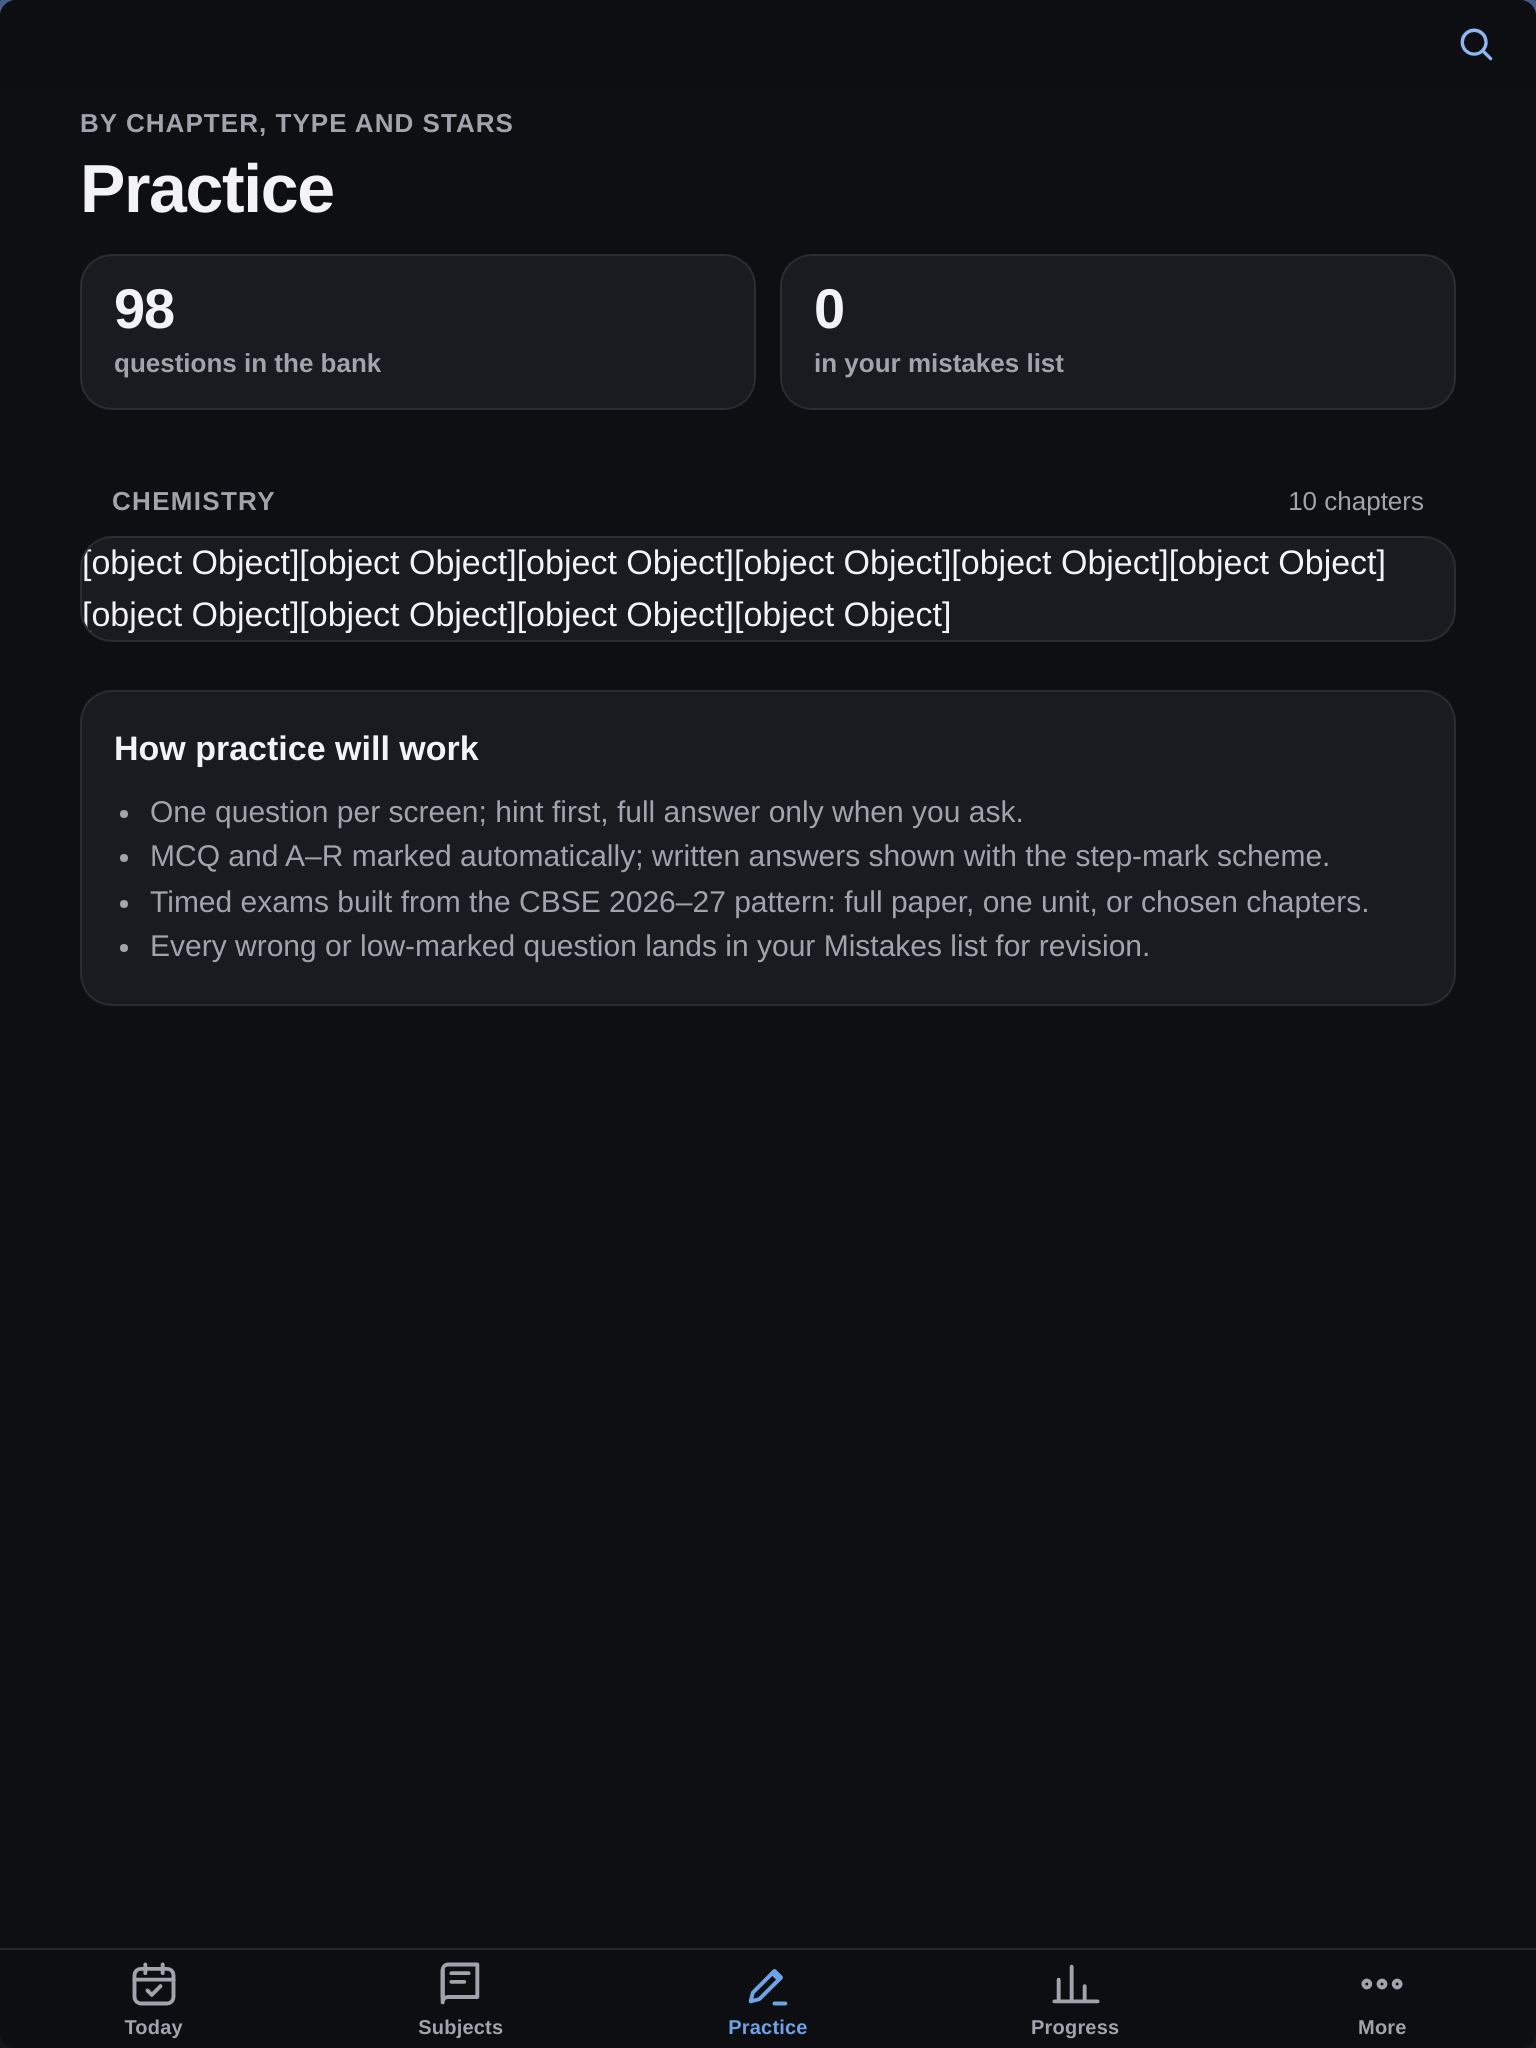 BY CHAPTER, TYPE AND STARS
Practice
98
questions in the bank
0
in your mistakes list
CHEMISTRY
10 chapters
[object Object][object Object][object Object][object Object][object Object][object Object]
[object Object][object Object][object Object][object Object]
How practice will work
• One question per screen; hint first, full answer only when you ask.
• MCQ and A–R marked automatically; written answers shown with the step-mark scheme.
• Timed exams built from the CBSE 2026–27 pattern: full paper, one unit, or chosen chapters.
• Every wrong or low-marked question lands in your Mistakes list for revision.
Today
Subjects
Practice
Progress
More